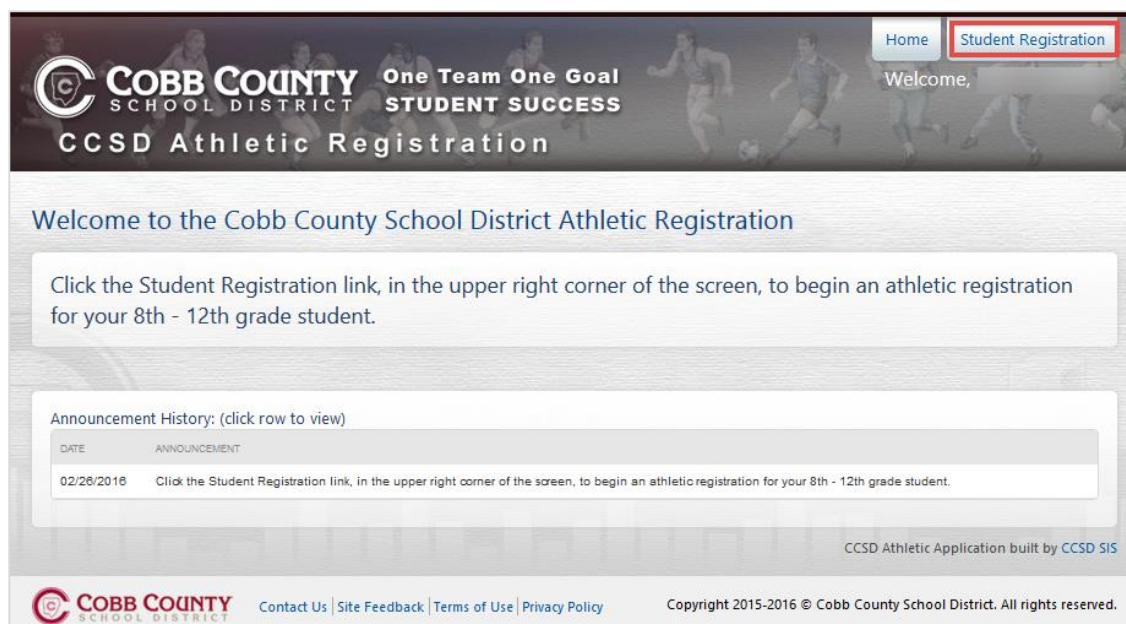 Home
Student Registration
Welcome,
C
COBB COUNTY
SCHOOL DISTRICT
One Team One Goal
STUDENT SUCCESS
CCSD Athletic Registration
Welcome to the Cobb County School District Athletic Registration
Click the Student Registration link, in the upper right corner of the screen, to begin an athletic registration
for your 8th - 12th grade student.
Announcement History: (click row to view)
DATE ANNOUNCEMENT
02/26/2016 Click the Student Registration link, in the upper right corner of the screen, to begin an athletic registration for your 8th - 12th grade student.
CCSD Athletic Application built by CCSD SIS
C
COBB COUNTY
SCHOOL DISTRICT
Contact Us | Site Feedback | Terms of Use | Privacy Policy
Copyright 2015-2016 © Cobb County School District. All rights reserved.